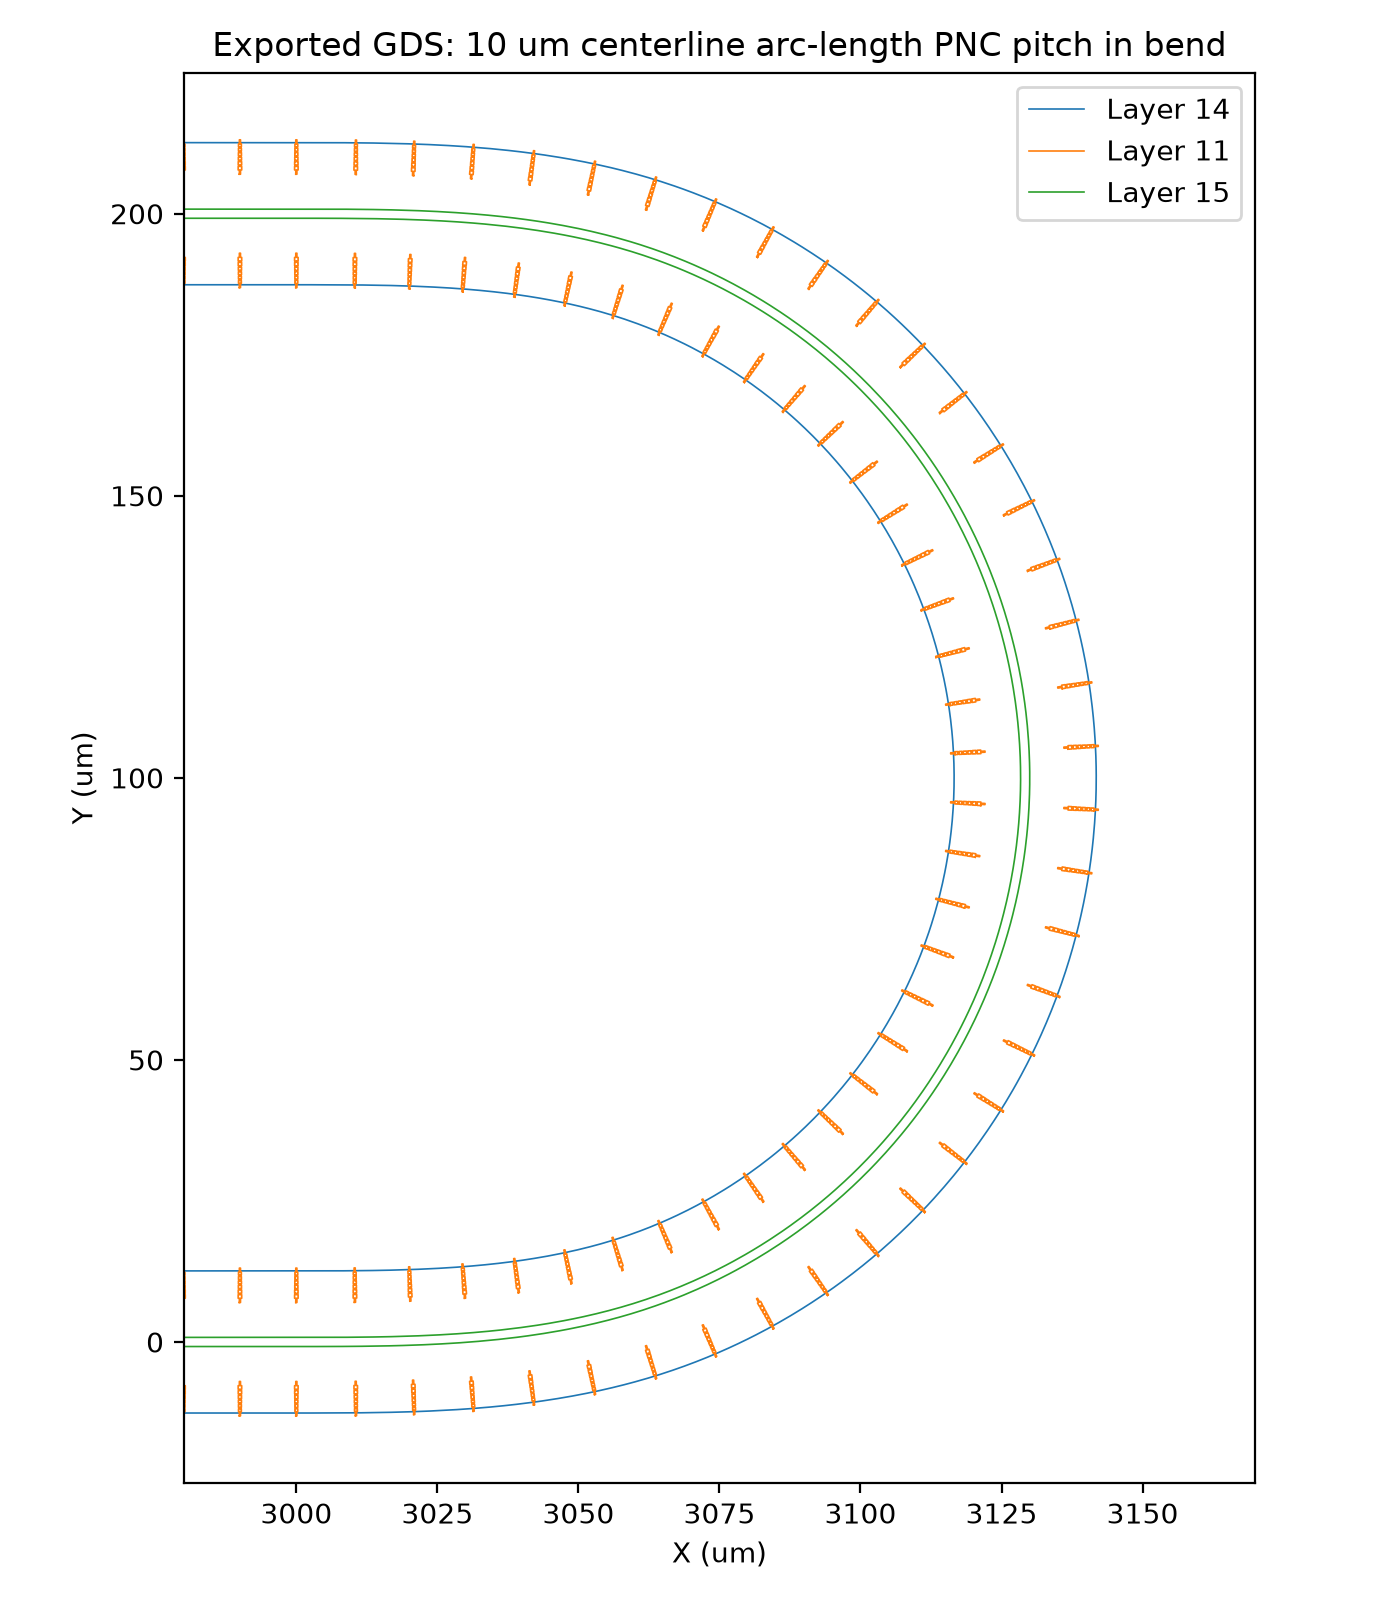 Exported GDS: 10 um centerline arc-length PNC pitch in bend
Layer 14
Layer 11
Layer 15
200
150
100
50
0
Y (um)
3000 3025 3050 3075 3100 3125 3150
X (um)